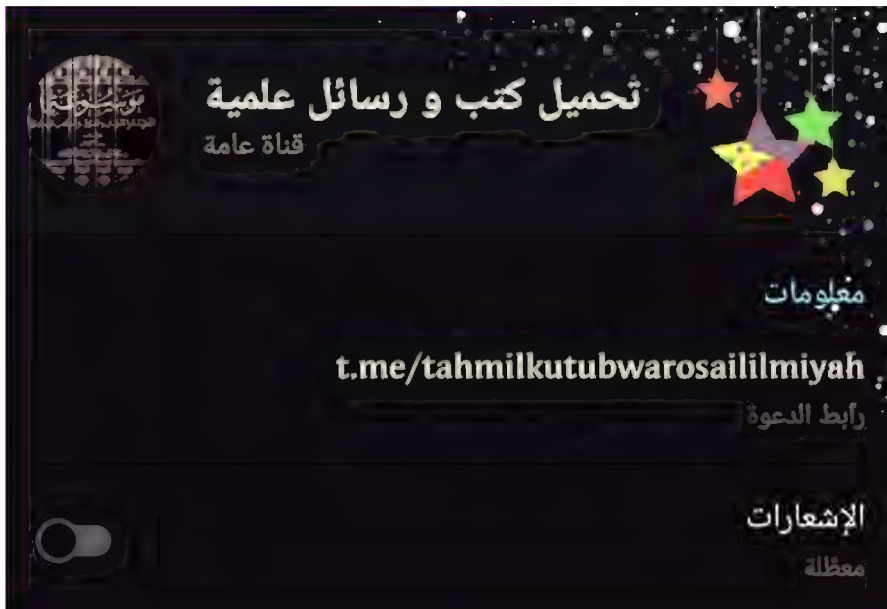 تحميل كتب و رسائل علمية
قناة عامة
معلومات
t.me/tahmilkutubwarosaililmiyah
رابط الدعوة
الإشعارات
معطلة